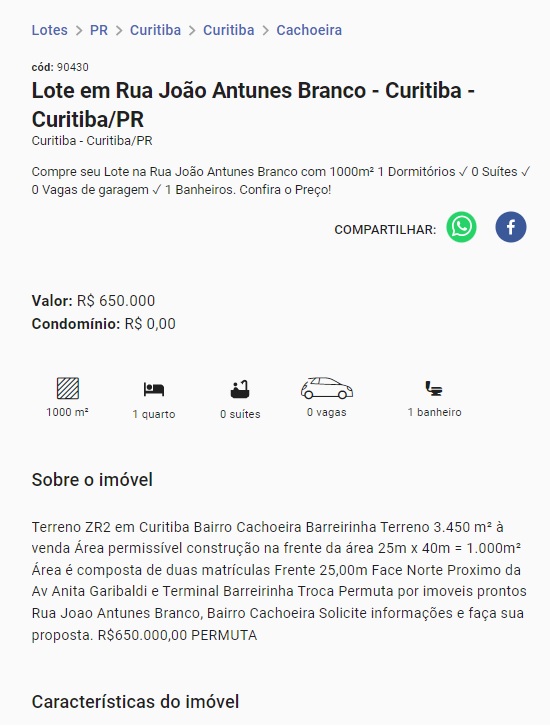 Lotes > PR > Curitiba > Curitiba > Cachoeira
cód: 90430
Lote em Rua João Antunes Branco - Curitiba -
Curitiba/PR
Curitiba - Curitiba/PR
Compre seu Lote na Rua João Antunes Branco com 1000m² 1 Dormitórios ✓ 0 Suítes ✓
0 Vagas de garagem ✓ 1 Banheiros. Confira o Preço!
COMPARTILHAR:
Valor: R$ 650.000
Condomínio: R$ 0,00
1000 m² 1 quarto 0 suítes 0 vagas 1 banheiro
Sobre o imóvel
Terreno ZR2 em Curitiba Bairro Cachoeira Barreirinha Terreno 3.450 m² à
venda Área permissível construção na frente da área 25m x 40m = 1.000m²
Área é composta de duas matrículas Frente 25,00m Face Norte Proximo da
Av Anita Garibaldi e Terminal Barreirinha Troca Permuta por imoveis prontos
Rua Joao Antunes Branco, Bairro Cachoeira Solicite informações e faça sua
proposta. R$650.000,00 PERMUTA
Características do imóvel